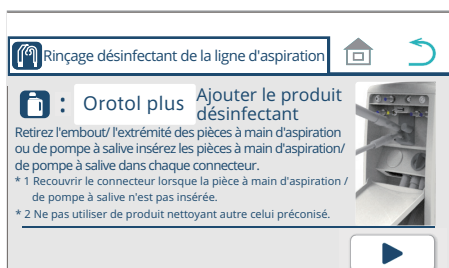 Rinçage désinfectant de la ligne d'aspiration
: Orotol plus Ajouter le produit
désinfectant
Retirez l'embout/ l'extrémité des pièces à main d'aspiration
ou de pompe à salive insérez les pièces à main d'aspiration/
de pompe à salive dans chaque connecteur.
* 1 Recouvrir le connecteur lorsque la pièce à main d'aspiration /
de pompe à salive n'est pas insérée.
* 2 Ne pas utiliser de produit nettoyant autre celui préconisé.